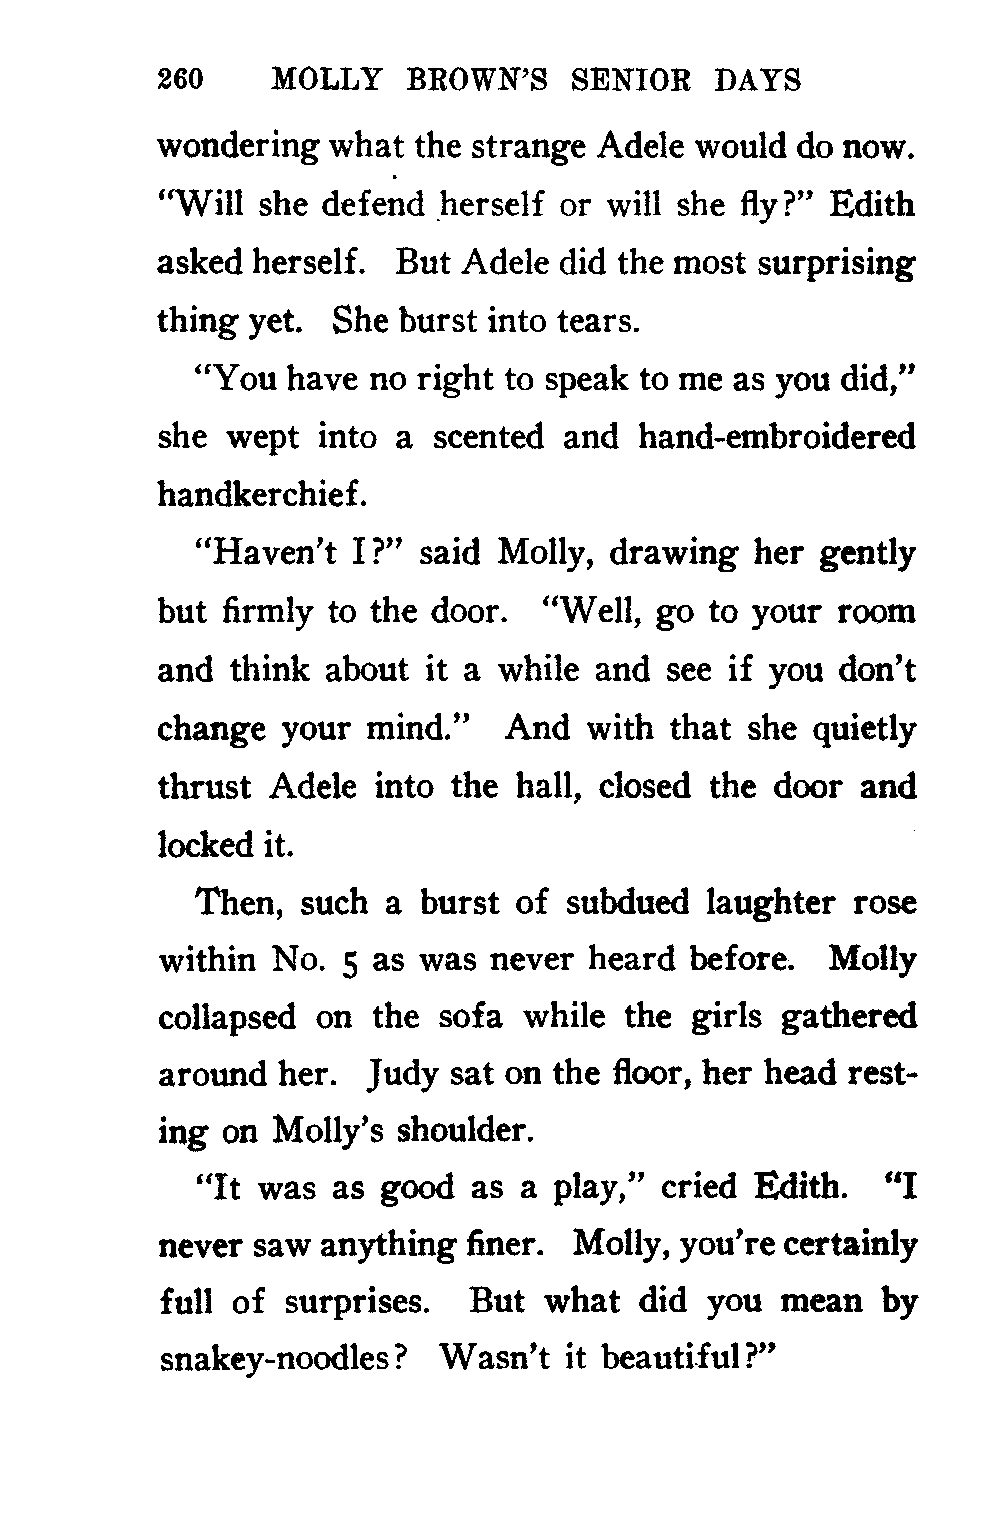 260 MOLLY BROWN'S SENIOR DAYS
wondering what the strange Adele would do now.
"Will she defend herself or will she fly?" Edith
asked herself. But Adele did the most surprising
thing yet. She burst into tears.
"You have no right to speak to me as you did,"
she wept into a scented and hand-embroidered
handkerchief.
"Haven't I?" said Molly, drawing her gently
but firmly to the door. "Well, go to your room
and think about it a while and see if you don't
change your mind." And with that she quietly
thrust Adele into the hall, closed the door and
locked it.
Then, such a burst of subdued laughter rose
within No. 5 as was never heard before. Molly
collapsed on the sofa while the girls gathered
around her. Judy sat on the floor, her head rest-
ing on Molly's shoulder.
"It was as good as a play," cried Edith. "I
never saw anything finer. Molly, you're certainly
full of surprises. But what did you mean by
snakey-noodles? Wasn't it beautiful?"